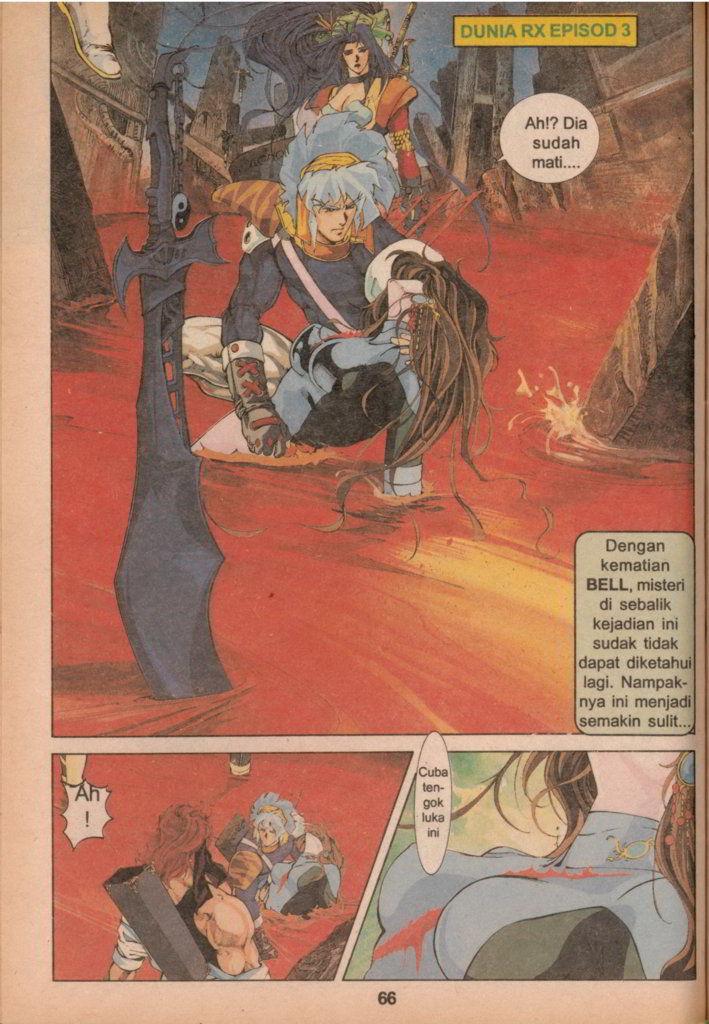 DUNIA RX EPISOD 3
Ah!? Dia
sudah
mati....
Dengan
kematian
BELL, misteri
di sebalik
kejadian ini
sudak tidak
dapat diketahui
lagi. Nampak-
nya ini menjadi
semakin sulit...
Ah
!
Cuba
ten-
gok
luka
ini
66